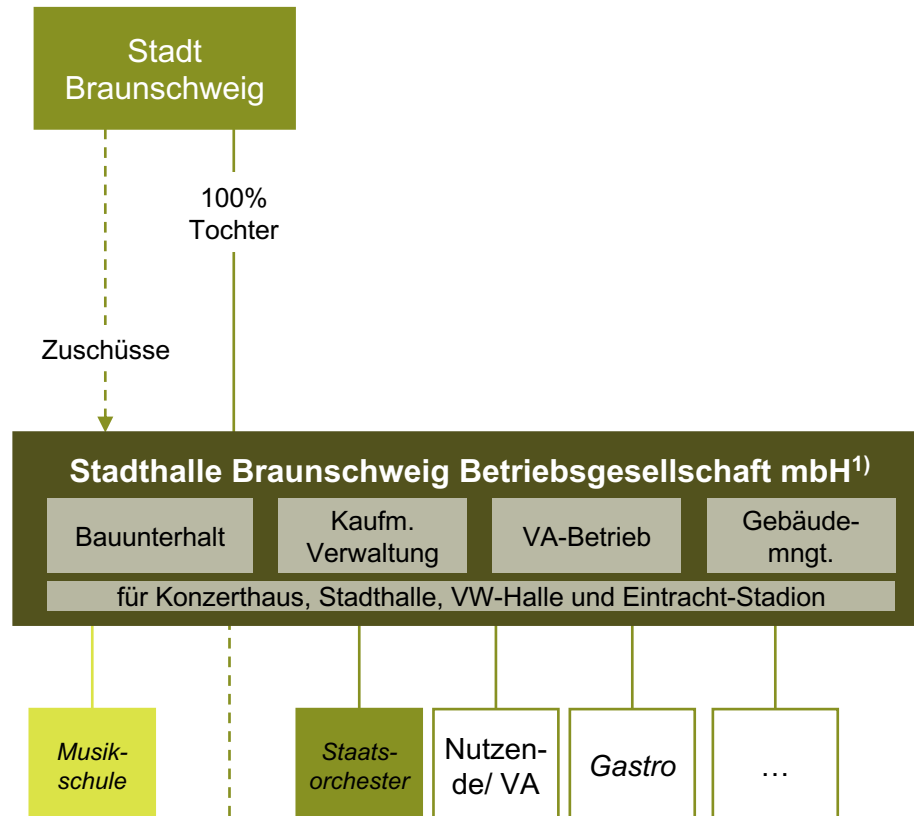 Stadt
Braunschweig
100%
Tochter
Zuschüsse
Stadthalle Braunschweig Betriebsgesellschaft mbH1)
Bauunterhalt
Kaufm.
Verwaltung
VA-Betrieb
Gebäude-
mngt.
für Konzerthaus, Stadthalle, VW-Halle und Eintracht-Stadion
Musik-
schule
Staats-
orchester
Nutzen-
de/ VA
Gastro
…